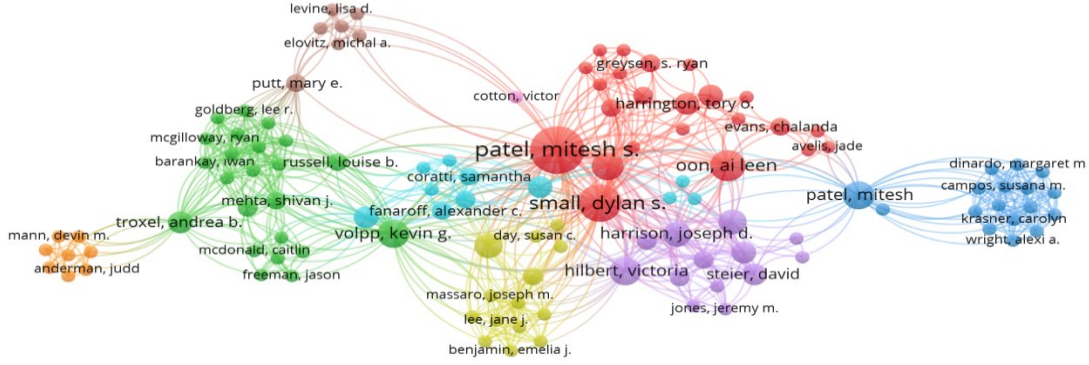 levine, lisa d.
elovitz, michal a.
greysen, s. ryan
putt, mary e.
cotton, victor
harrington, tory o.
goldberg, lee r.
evans, chalanda
mcgilloway, ryan
avelis, jade
patel, mitesh s.
barankay, iwan
russell, louise b.
oon, ai leen
dinardo, margaret m
coratti, samantha
campos, susana m.
patel, mitesh
mehta, shivan j.
small, dylan s.
fanaroff, alexander c.
krasner, carolyn
troxel, andrea b.
mann, devin m.
volpp, kevin g.
day, susan c.
harrison, joseph d.
wright, alexi a.
mcdonald, caitlin
anderman, judd
freeman, jason
hilbert, victoria
steier, david
massaro, joseph m.
jones, jeremy m.
lee, jane j.
benjamin, emelia j.